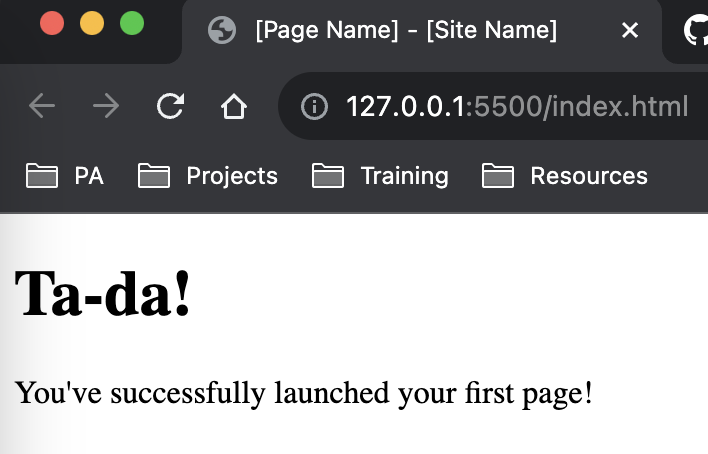 [Page Name] - [Site Name]
127.0.0.1:5500/index.html
PA Projects Training Resources
Ta-da!
You've successfully launched your first page!